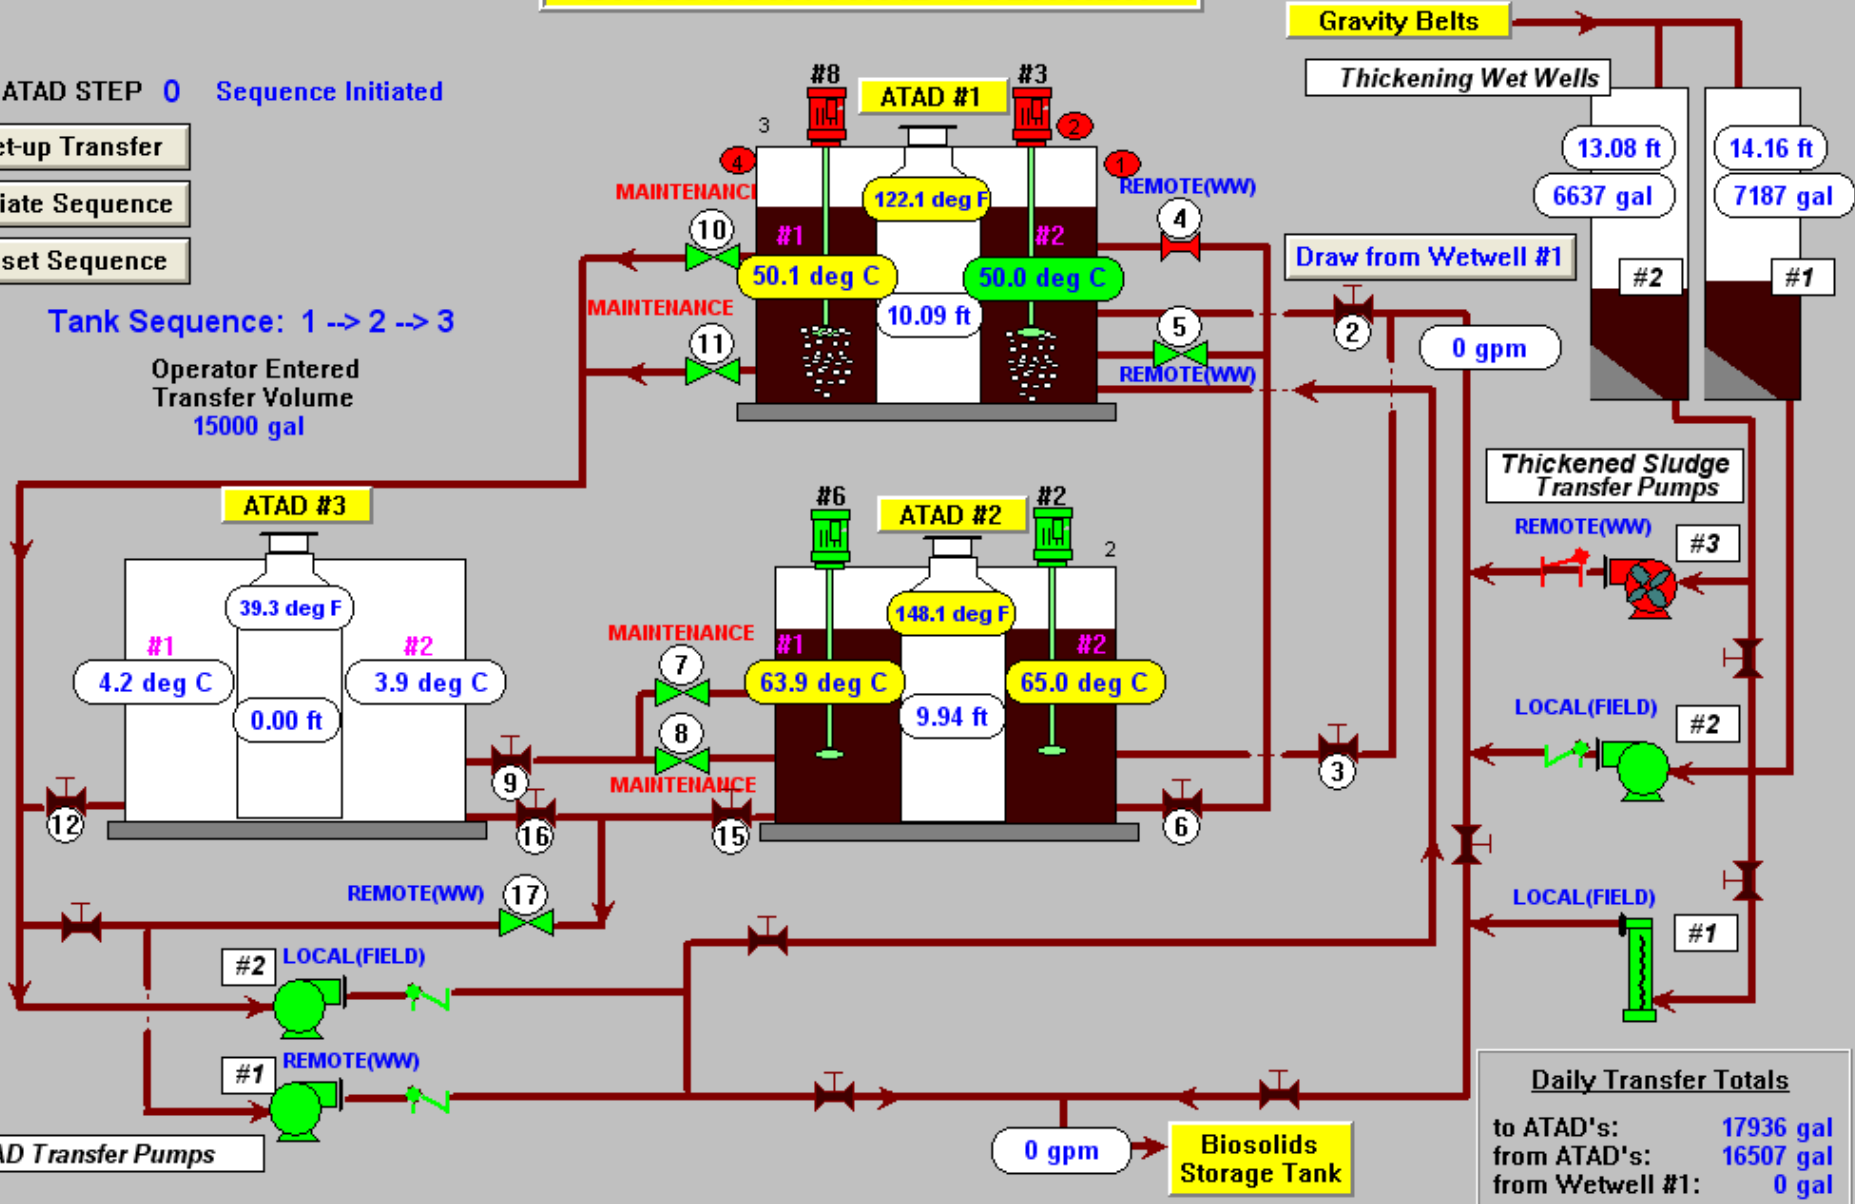 Gravity Belts
Thickening Wet Wells
ATAD STEP 0 Sequence Initiated
et-up Transfer
iate Sequence
set Sequence
Tank Sequence: 1 --> 2 --> 3
Operator Entered
Transfer Volume
15000 gal
#8
ATAD #1
#3
3
4
2
1
MAINTENANCE
10
122.1 deg F
REMOTE(WW)
4
#1
#2
50.1 deg C
50.0 deg C
MAINTENANCE
11
10.09 ft
5
REMOTE(WW)
13.08 ft
14.16 ft
6637 gal
7187 gal
Draw from Wetwell #1
#2
#1
2
0 gpm
Thickened Sludge
Transfer Pumps
REMOTE(WW)
#3
LOCAL(FIELD)
#2
LOCAL(FIELD)
#1
ATAD #3
39.3 deg F
#1
#2
4.2 deg C
3.9 deg C
0.00 ft
#6
ATAD #2
#2
2
148.1 deg F
MAINTENANCE
7
#1
#2
63.9 deg C
65.0 deg C
8
9.94 ft
MAINTENANCE
9
3
12
16
15
6
REMOTE(WW)
17
#2
LOCAL(FIELD)
#1
REMOTE(WW)
AD Transfer Pumps
0 gpm
Biosolids
Storage Tank
Daily Transfer Totals
to ATAD's: 17936 gal
from ATAD's: 16507 gal
from Wetwell #1: 0 gal